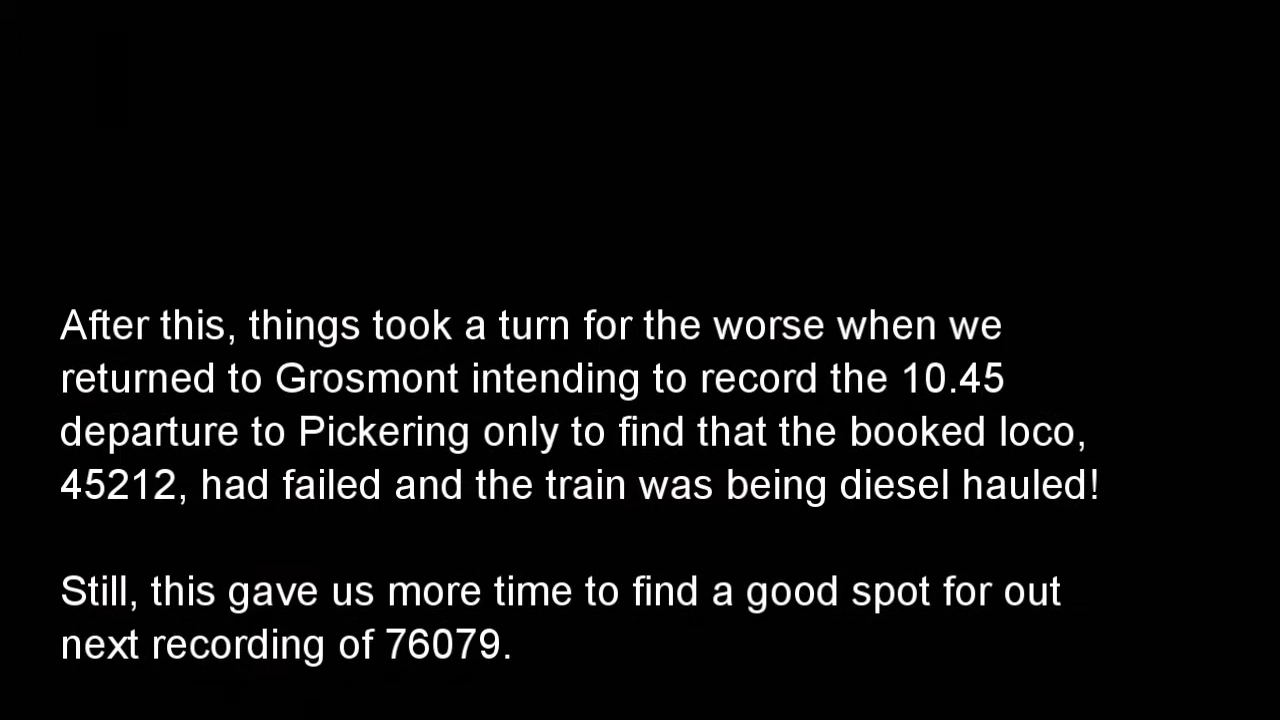 After this, things took a turn for the worse when we
returned to Grosmont intending to record the 10.45
departure to Pickering only to find that the booked loco,
45212, had failed and the train was being diesel hauled!
Still, this gave us more time to find a good spot for out
next recording of 76079.